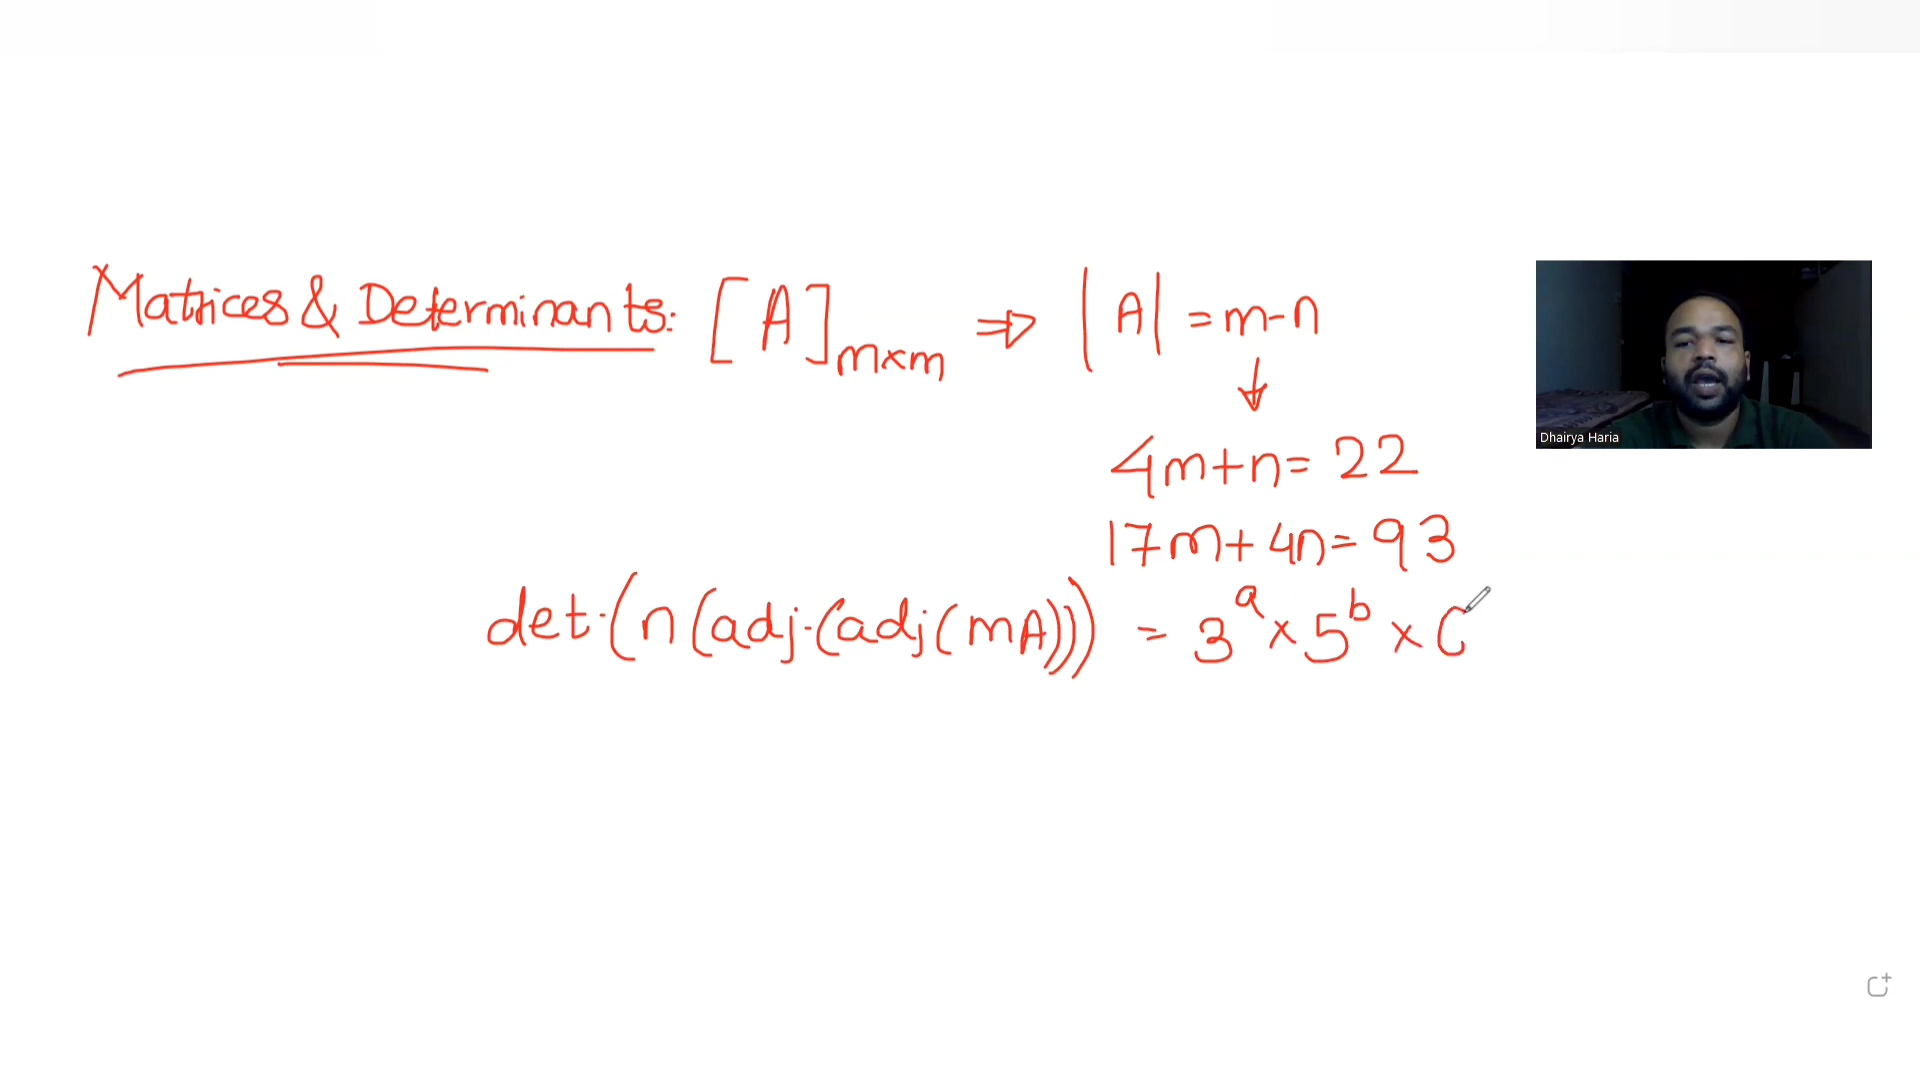 Matrices & Determinants: [A]m×m ⇒ |A| = m-n
↓
4m+n= 22
17m+4n= 93
det.(n(adj.(adj(mA))) = 3^a × 5^b × C
Dhairya Haria